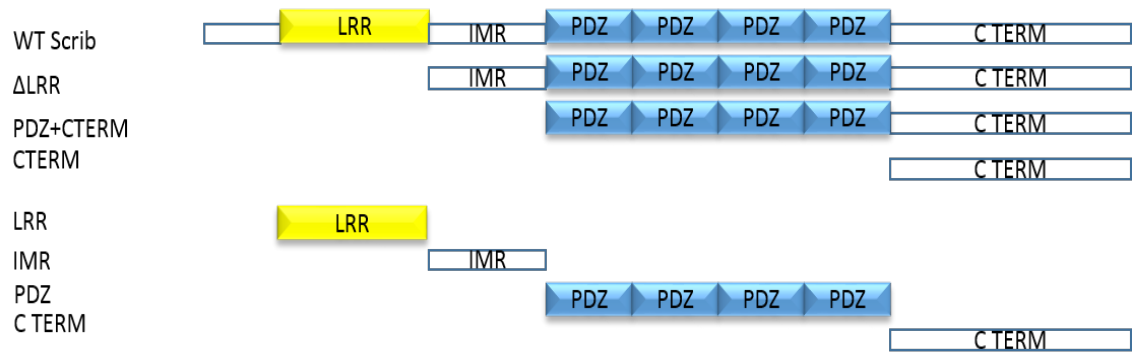 WT Scrib LRR IMR PDZ PDZ PDZ PDZ C TERM
ΔLRR IMR PDZ PDZ PDZ PDZ C TERM
PDZ+CTERM PDZ PDZ PDZ PDZ C TERM
CTERM C TERM
LRR LRR
IMR IMR
PDZ PDZ PDZ PDZ PDZ
C TERM C TERM